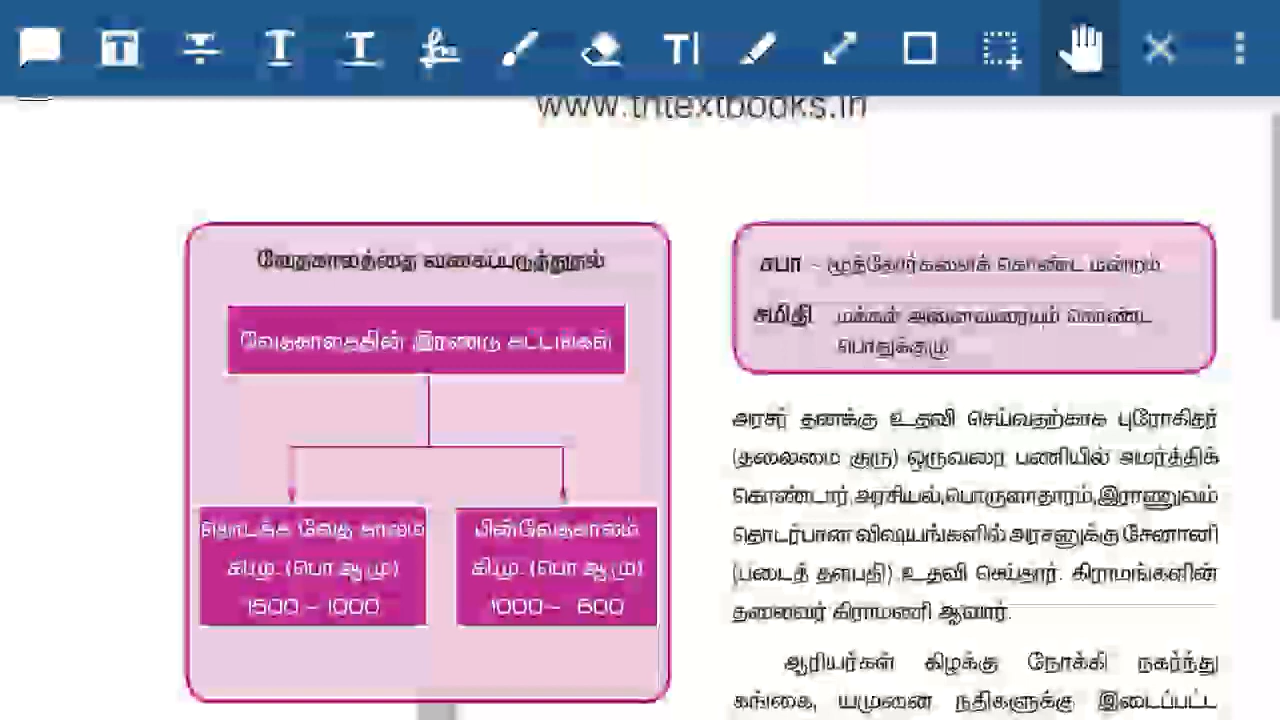 www.tntextbooks.in
வேதகாலத்தை வகைப்படுத்துதல்
வேதகாலத்தின் இரண்டு கட்டங்கள்
தொடக்க வேத காலம்
கி.மு. (பொ.ஆ.மு)
1500 – 1000
பின்வேதகாலம்
கி.மு. (பொ.ஆ.மு)
1000 – 600
சபா - மூத்தோர்களைக் கொண்ட மன்றம்
சமிதி மக்கள் அனைவரையும் கொண்ட
பொதுக்குழு
அரசர் தனக்கு உதவி செய்வதற்காக புரோகிதர்
(தலைமை குரு) ஒருவரை பணியில் அமர்த்திக்
கொண்டார்.அரசியல்,பொருளாதாரம்,இராணுவம்
தொடர்பான விஷயங்களில் அரசனுக்கு சேனானி
(படைத் தளபதி) உதவி செய்தார். கிராமங்களின்
தலைவர் கிராமணி ஆவார்.
ஆரியர்கள் கிழக்கு நோக்கி நகர்ந்து
கங்கை, யமுனை நதிகளுக்கு இடைப்பட்ட